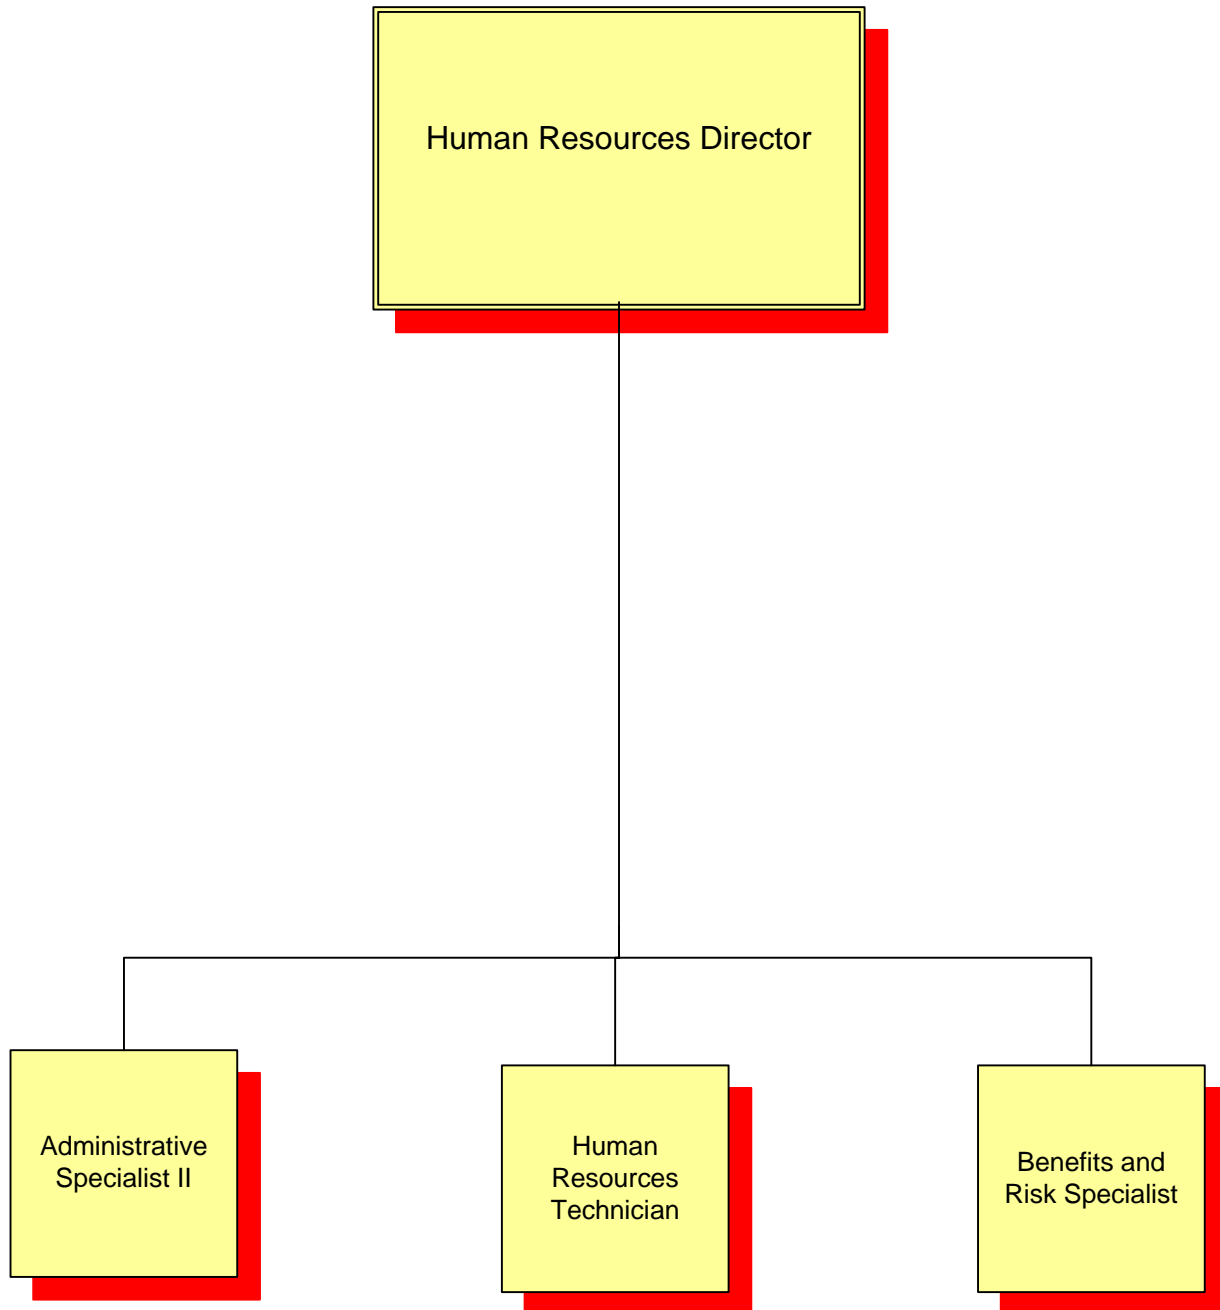 Human Resources Director
Administrative
Specialist II
Human
Resources
Technician
Benefits and
Risk Specialist